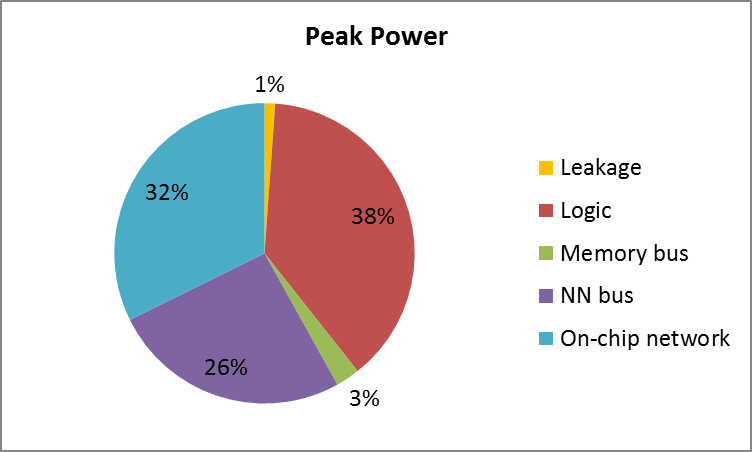 Peak Power
1%
38%
3%
26%
32%
Leakage
Logic
Memory bus
NN bus
On-chip network